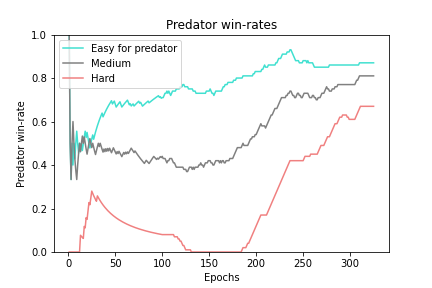 Predator win-rates
1.0
0.8
0.6
0.4
0.2
0.0
Predator win-rate
Easy for predator
Medium
Hard
0 50 100 150 200 250 300
Epochs